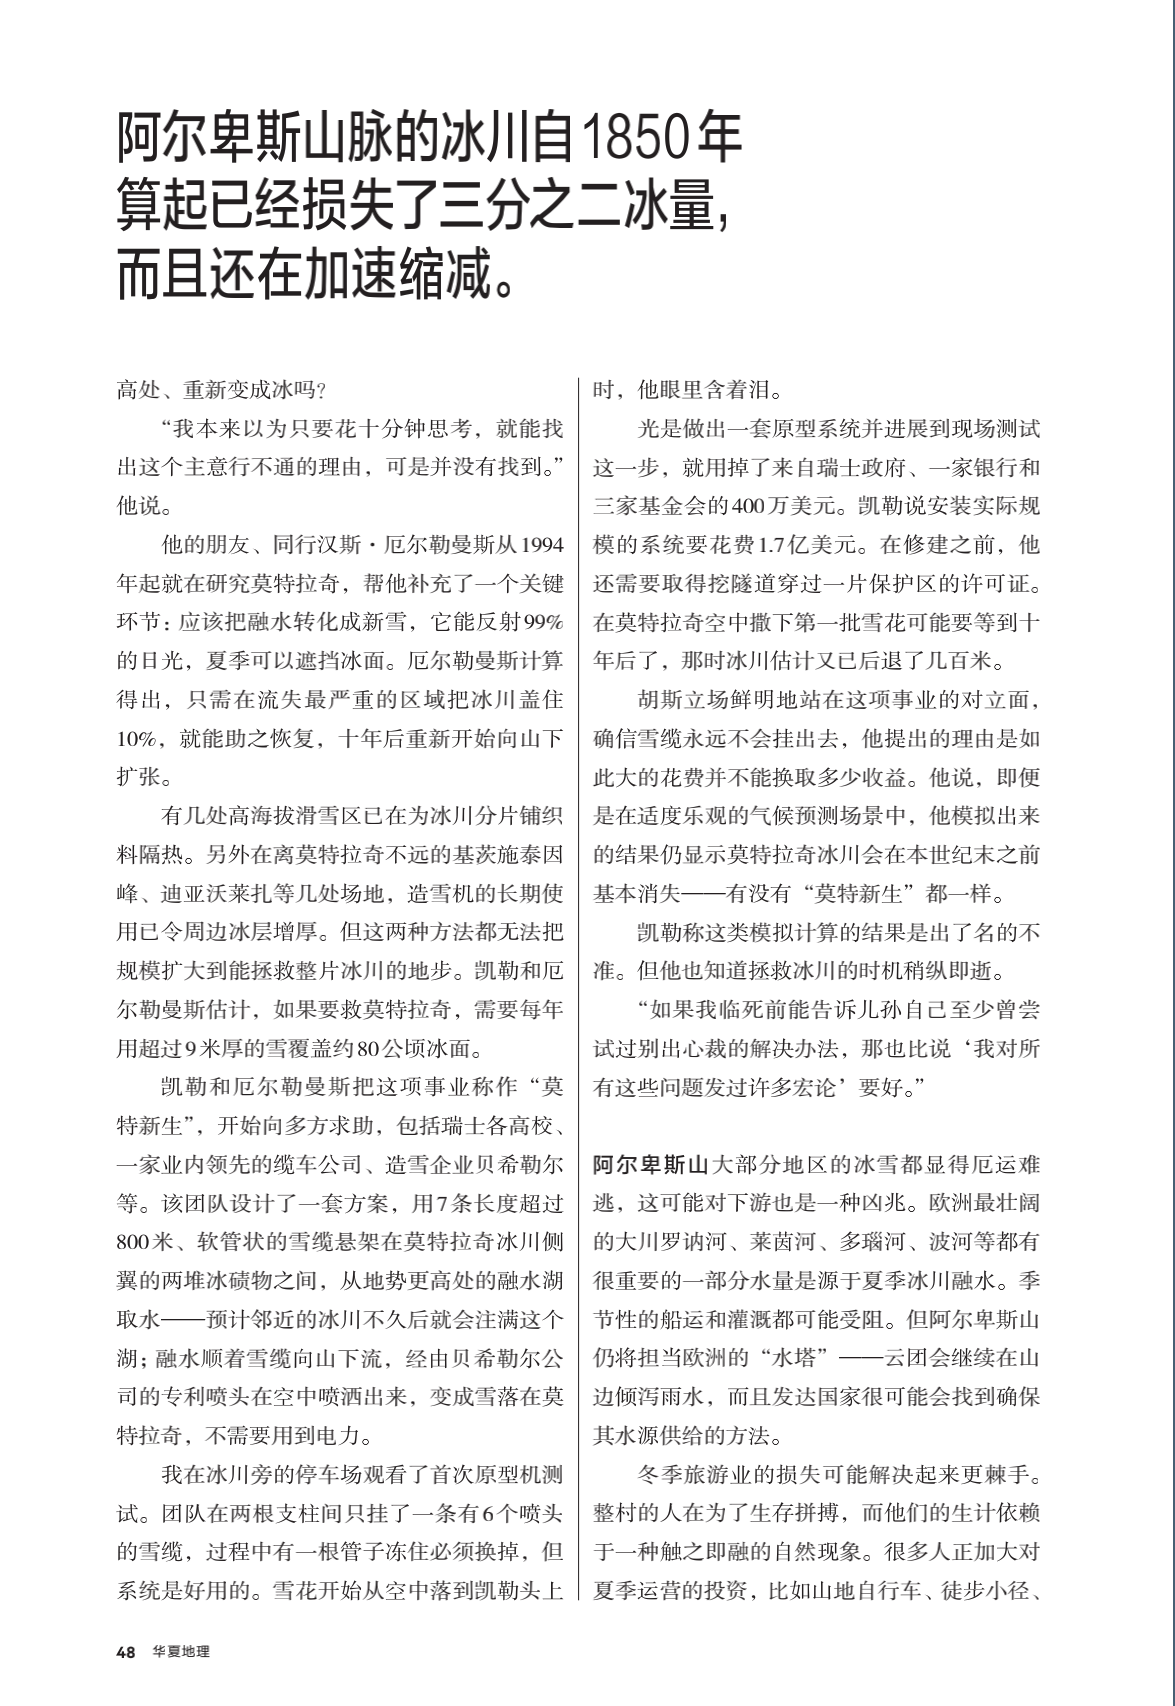 阿尔卑斯山脉的冰川自1850年
算起已经损失了三分之二冰量，
而且还在加速缩减。
高处、重新变成冰吗？
“我本来以为只要花十分钟思考，就能找
出这个主意行不通的理由，可是并没有找到。”
他说。
他的朋友、同行汉斯·厄尔勒曼斯从1994
年起就在研究莫特拉奇，帮他补充了一个关键
环节：应该把融水转化成新雪，它能反射99%
的日光，夏季可以遮挡冰面。厄尔勒曼斯计算
得出，只需在流失最严重的区域把冰川盖住
10%，就能助之恢复，十年后重新开始向山下
扩张。
有几处高海拔滑雪区已在为冰川分片铺织
料隔热。另外在离莫特拉奇不远的基茨施泰因
峰、迪亚沃莱扎等几处场地，造雪机的长期使
用已令周边冰层增厚。但这两种方法都无法把
规模扩大到能拯救整片冰川的地步。凯勒和厄
尔勒曼斯估计，如果要救莫特拉奇，需要每年
用超过9米厚的雪覆盖约80公顷冰面。
凯勒和厄尔勒曼斯把这项事业称作“莫
特新生”，开始向多方求助，包括瑞士各高校、
一家业内领先的缆车公司、造雪企业贝希勒尔
等。该团队设计了一套方案，用7条长度超过
800米、软管状的雪缆悬架在莫特拉奇冰川侧
翼的两堆冰碛物之间，从地势更高处的融水湖
取水——预计邻近的冰川不久后就会注满这个
湖；融水顺着雪缆向山下流，经由贝希勒尔公
司的专利喷头在空中喷洒出来，变成雪落在莫
特拉奇，不需要用到电力。
我在冰川旁的停车场观看了首次原型机测
试。团队在两根支柱间只挂了一条有6个喷头
的雪缆，过程中有一根管子冻住必须换掉，但
系统是好用的。雪花开始从空中落到凯勒头上
时，他眼里含着泪。
光是做出一套原型系统并进展到现场测试
这一步，就用掉了来自瑞士政府、一家银行和
三家基金会的400万美元。凯勒说安装实际规
模的系统要花费1.7亿美元。在修建之前，他
还需要取得挖隧道穿过一片保护区的许可证。
在莫特拉奇空中撒下第一批雪花可能要等到十
年后了，那时冰川估计又已后退了几百米。
胡斯立场鲜明地站在这项事业的对立面，
确信雪缆永远不会挂出去，他提出的理由是如
此大的花费并不能换取多少收益。他说，即便
是在适度乐观的气候预测场景中，他模拟出来
的结果仍显示莫特拉奇冰川会在本世纪末之前
基本消失——有没有“莫特新生”都一样。
凯勒称这类模拟计算的结果是出了名的不
准。但他也知道拯救冰川的时机稍纵即逝。
“如果我临死前能告诉儿孙自己至少曾尝
试过别出心裁的解决办法，那也比说‘我对所
有这些问题发过许多宏论’要好。”
阿尔卑斯山大部分地区的冰雪都显得厄运难
逃，这可能对下游也是一种凶兆。欧洲最壮阔
的大川罗讷河、莱茵河、多瑙河、波河等都有
很重要的一部分水量是源于夏季冰川融水。季
节性的船运和灌溉都可能受阻。但阿尔卑斯山
仍将担当欧洲的“水塔”——云团会继续在山
边倾泻雨水，而且发达国家很可能会找到确保
其水源供给的方法。
冬季旅游业的损失可能解决起来更棘手。
整村的人在为了生存拼搏，而他们的生计依赖
于一种触之即融的自然现象。很多人正加大对
夏季运营的投资，比如山地自行车、徒步小径、
48 华夏地理